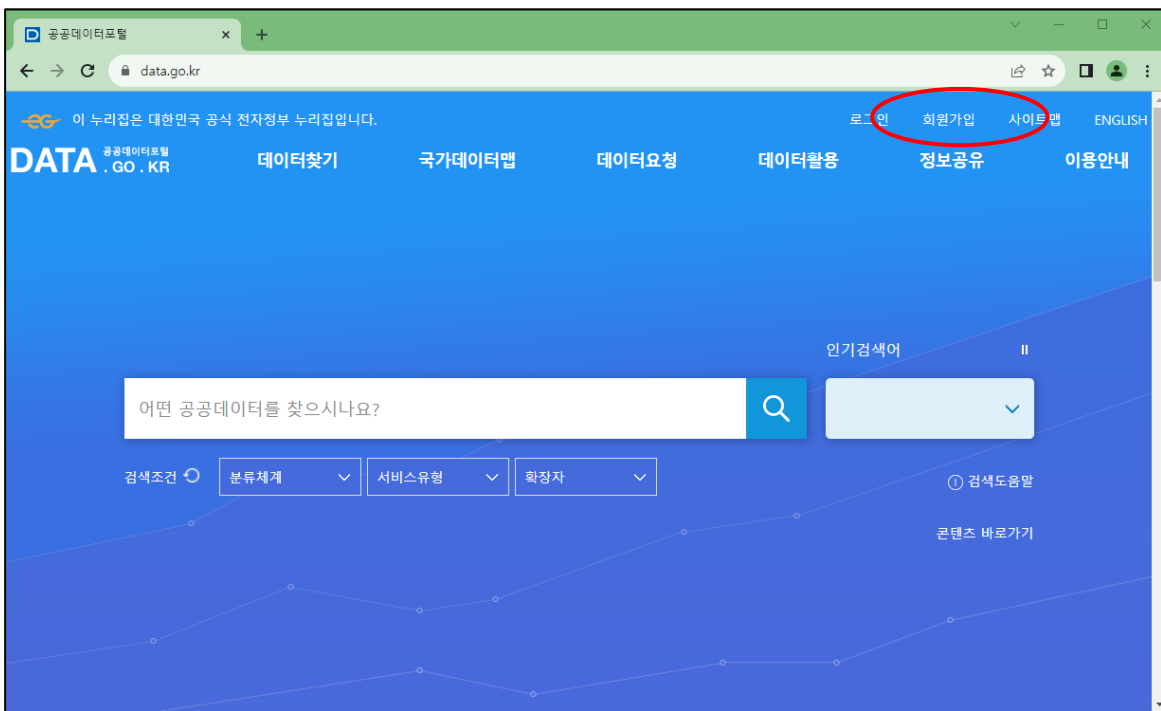 공공데이터포털
data.go.kr
이 누리집은 대한민국 공식 전자정부 누리집입니다.
로그인 회원가입 사이트맵 ENGLISH
DATA 공공데이터포털 .GO.KR
데이터찾기 국가데이터맵 데이터요청 데이터활용 정보공유 이용안내
인기검색어
어떤 공공데이터를 찾으시나요?
검색조건 분류체계 서비스유형 확장자
검색도움말
콘텐츠 바로가기